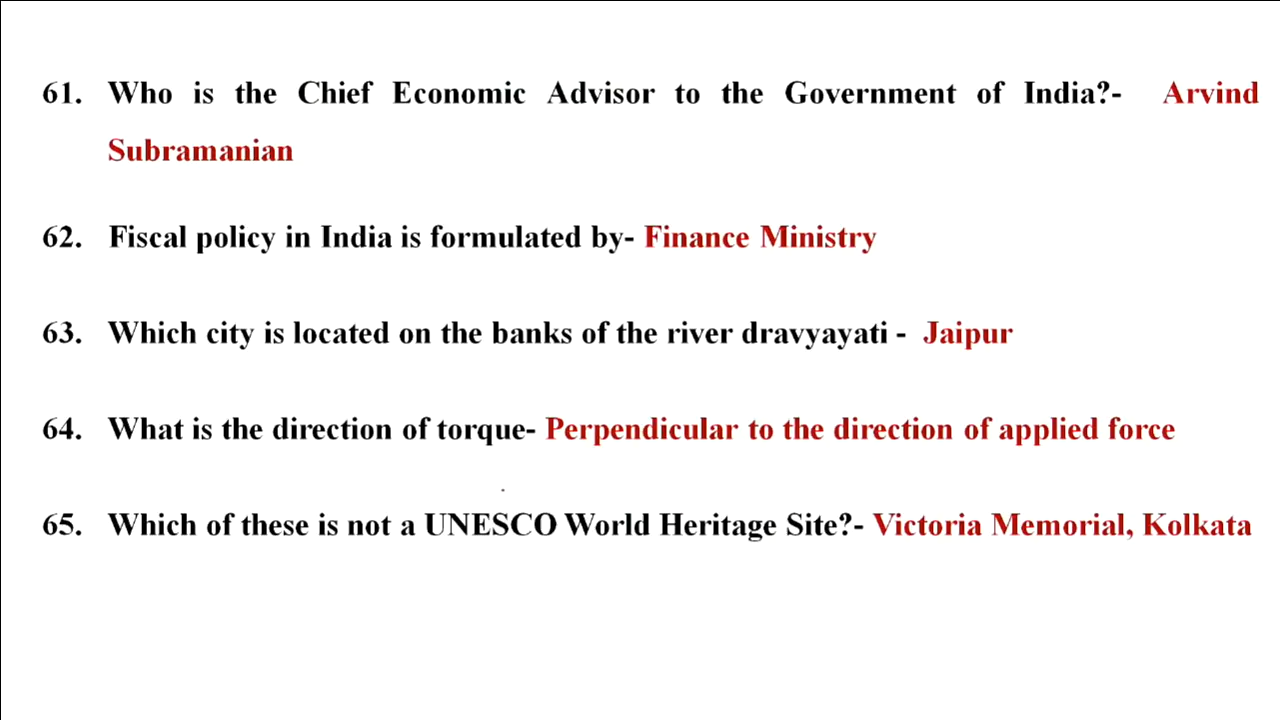 61. Who is the Chief Economic Advisor to the Government of India?- Arvind
Subramanian
62. Fiscal policy in India is formulated by- Finance Ministry
63. Which city is located on the banks of the river dravyayati - Jaipur
64. What is the direction of torque- Perpendicular to the direction of applied force
65. Which of these is not a UNESCO World Heritage Site?- Victoria Memorial, Kolkata